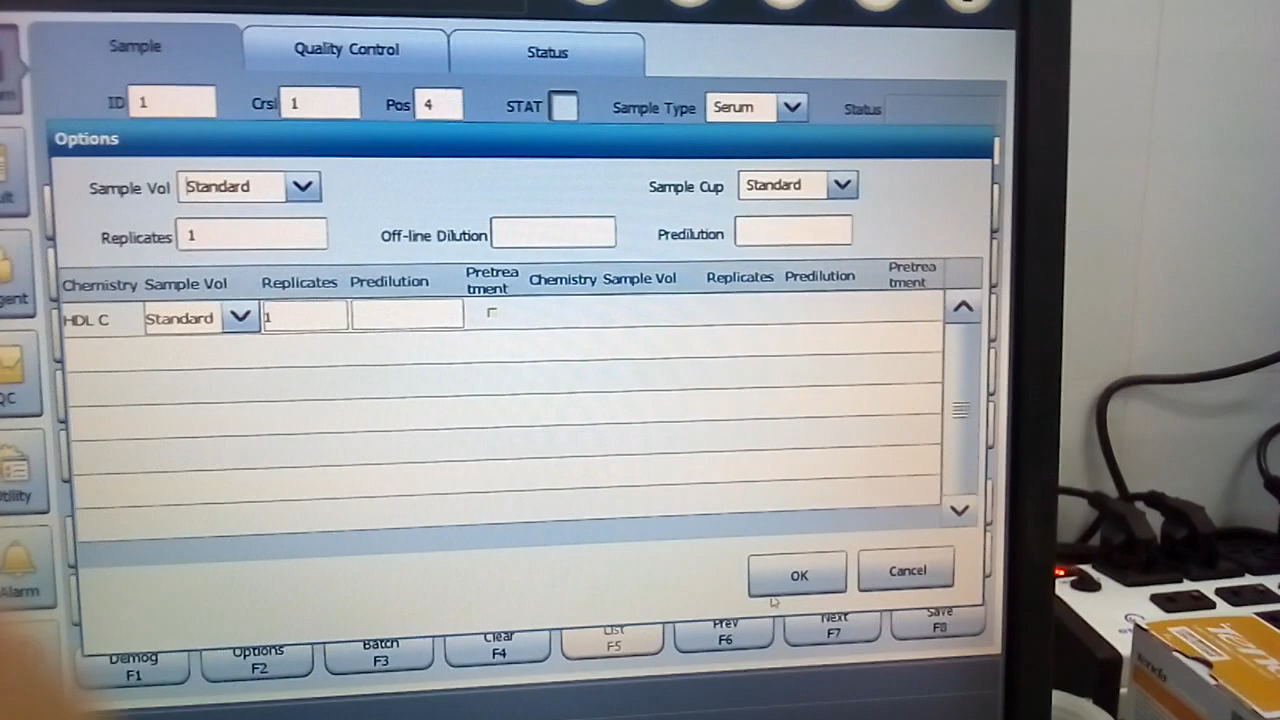 Sample Quality Control Status
ID 1 Crsl 1 Pos 4 STAT Sample Type Serum Status
Options
Sample Vol Standard Sample Cup Standard
Replicates 1 Off-line Dilution Predilution
Chemistry Sample Vol Replicates Predilution Pretrea tment Chemistry Sample Vol Replicates Predilution Pretrea tment
HDL C Standard 1
QC
Alarm
OK Cancel
Demog F1 Options F2 Batch F3 Clear F4 List F5 Prev F6 Next F7 Save F8
Tenda